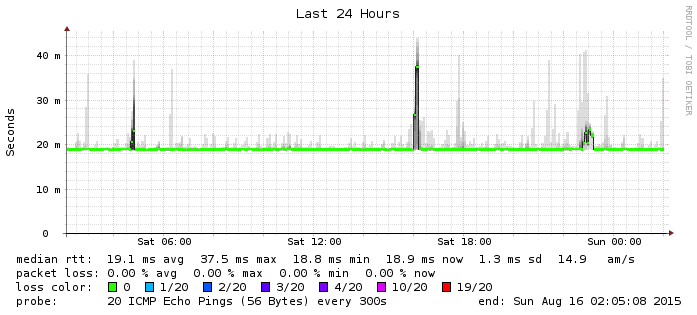 Last 24 Hours
RRDTOOL / TOBI OETIKER
Seconds
40 m
30 m
20 m
10 m
0
Sat 06:00 Sat 12:00 Sat 18:00 Sun 00:00
median rtt: 19.1 ms avg 37.5 ms max 18.8 ms min 18.9 ms now 1.3 ms sd 14.9 am/s
packet loss: 0.00 % avg 0.00 % max 0.00 % min 0.00 % now
loss color: 0 1/20 2/20 3/20 4/20 10/20 19/20
probe: 20 ICMP Echo Pings (56 Bytes) every 300s end: Sun Aug 16 02:05:08 2015